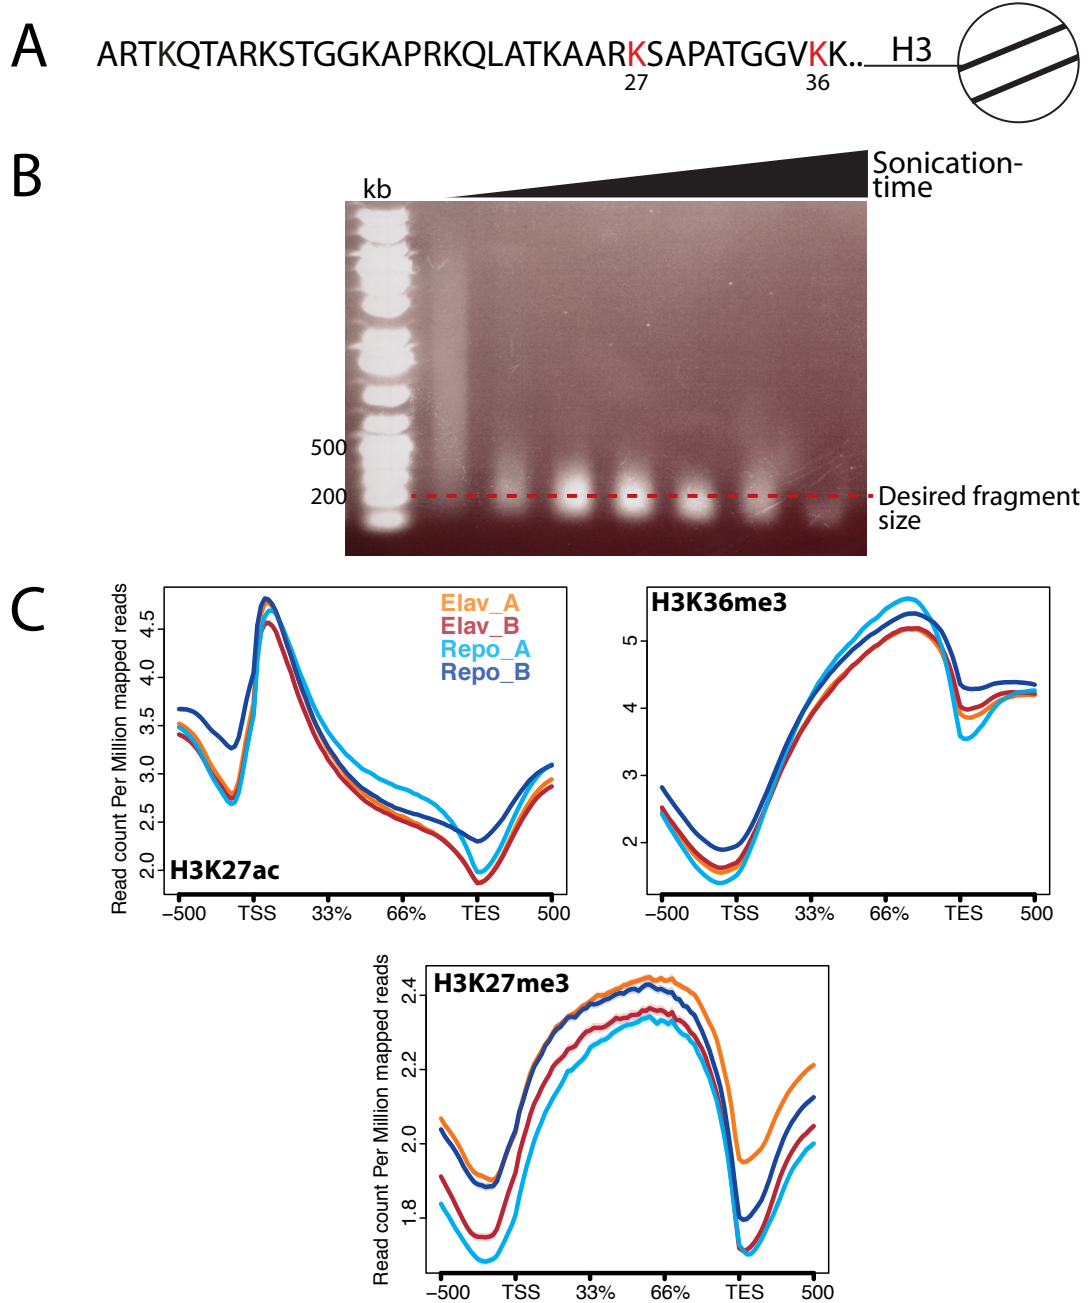 A
ARTKQTARKSTGGKAPRKQLATKAARKSAPATGGVKK..
H3
27
36
B
kb
Sonication-
time
500
200
Desired fragment
size
C
Read count Per Million mapped reads
4.5
4.0
3.5
3.0
2.5
2.0
Elav_A
Elav_B
Repo_A
Repo_B
H3K27ac
−500
TSS
33%
66%
TES
500
H3K36me3
5
4
3
2
−500
TSS
33%
66%
TES
500
Read count Per Million mapped reads
H3K27me3
2.4
2.2
2.0
1.8
−500
TSS
33%
66%
TES
500